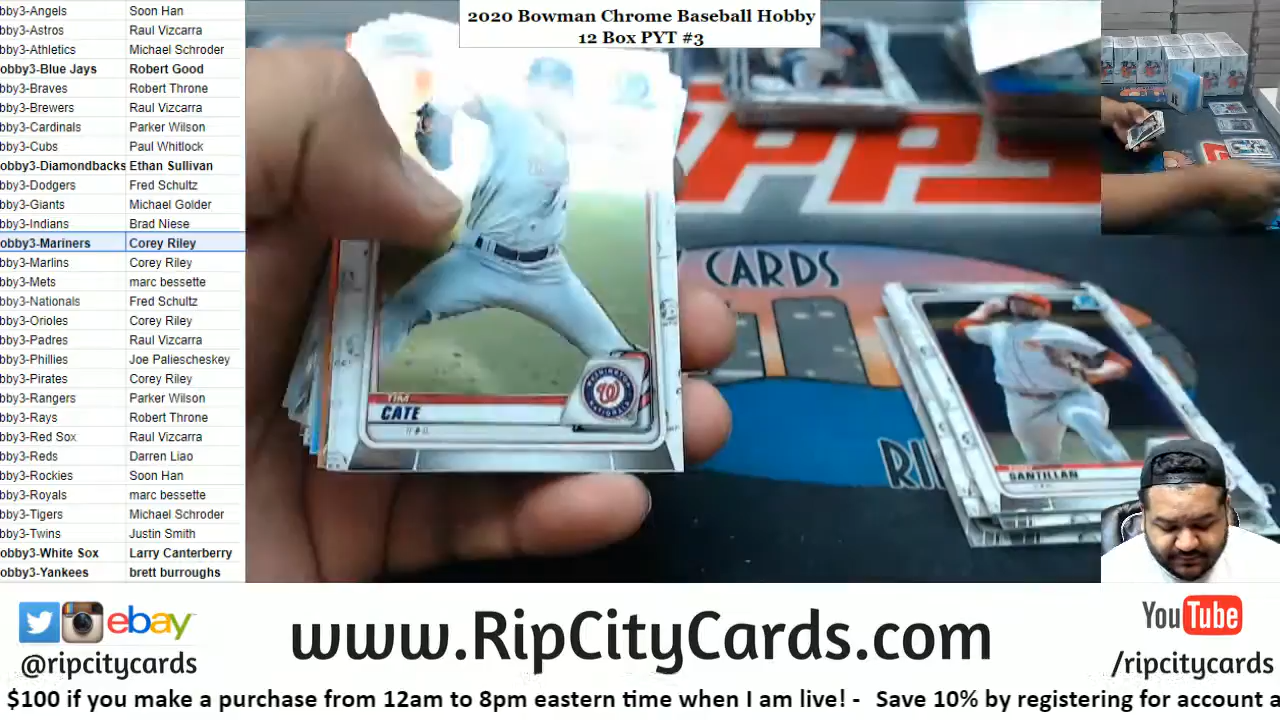 2020 Bowman Chrome Baseball Hobby
12 Box PYT #3
bby3-Angels Soon Han
bby3-Astros Raul Vizcarra
bby3-Athletics Michael Schroder
obby3-Blue Jays Robert Good
bby3-Braves Robert Throne
bby3-Brewers Raul Vizcarra
bby3-Cardinals Parker Wilson
bby3-Cubs Paul Whitlock
obby3-Diamondbacks Ethan Sullivan
bby3-Dodgers Fred Schultz
bby3-Giants Michael Golder
bby3-Indians Brad Niese
obby3-Mariners Corey Riley
bby3-Marlins Corey Riley
bby3-Mets marc bessette
bby3-Nationals Fred Schultz
bby3-Orioles Corey Riley
bby3-Padres Raul Vizcarra
bby3-Phillies Joe Paliescheskey
bby3-Pirates Corey Riley
bby3-Rangers Parker Wilson
bby3-Rays Robert Throne
bby3-Red Sox Raul Vizcarra
bby3-Reds Darren Liao
bby3-Rockies Soon Han
bby3-Royals marc bessette
bby3-Tigers Michael Schroder
bby3-Twins Justin Smith
obby3-White Sox Larry Canterberry
obby3-Yankees brett burroughs
PPS
CARDS
RI
TIM
CATE
W
SANTILLAN
ebay
@ripcitycards
www.RipCityCards.com
YouTube
/ripcitycards
$100 if you make a purchase from 12am to 8pm eastern time when I am live! - Save 10% by registering for account a